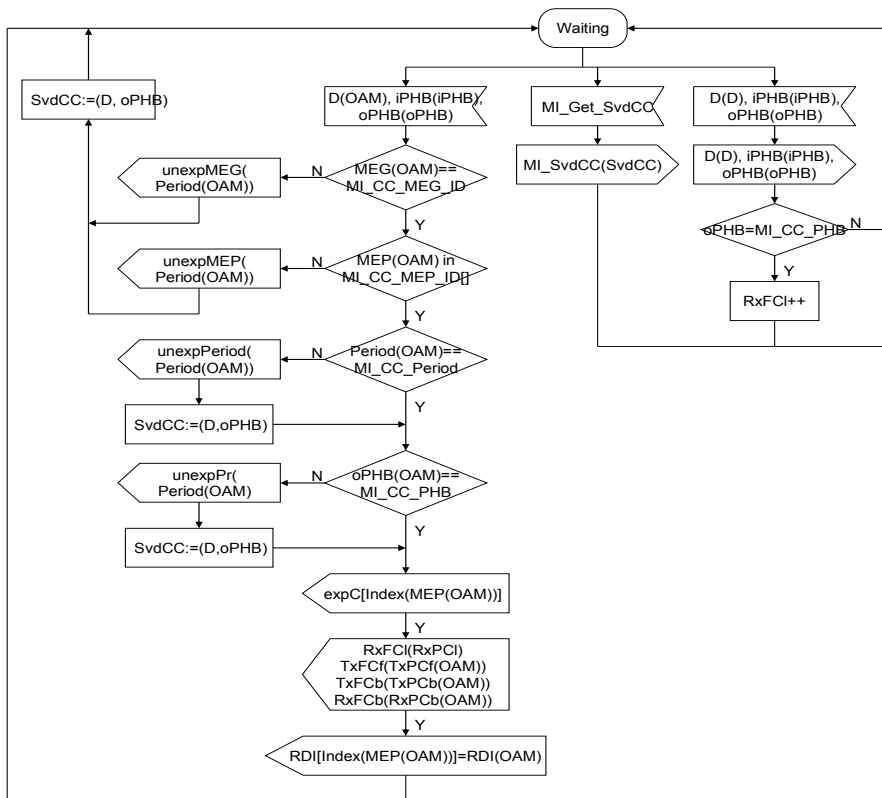 Waiting
SvdCC:=(D, oPHB)
D(OAM), iPHB(iPHB),
oPHB(oPHB)
MI_Get_SvdCC
D(D), iPHB(iPHB),
oPHB(oPHB)
unexpMEG(
Period(OAM))
N
MEG(OAM)==
MI_CC_MEG_ID
MI_SvdCC(SvdCC)
D(D), iPHB(iPHB),
oPHB(oPHB)
Y
oPHB=MI_CC_PHB
N
unexpMEP(
Period(OAM))
N
MEP(OAM) in
MI_CC_MEP_ID[]
Y
RxFCl++
Y
unexpPeriod(
Period(OAM))
N
Period(OAM)==
MI_CC_Period
Y
SvdCC:=(D,oPHB)
unexpPr(
Period(OAM)
N
oPHB(OAM)==
MI_CC_PHB
Y
SvdCC:=(D,oPHB)
expC[Index(MEP(OAM))]
Y
RxFCl(RxPCl)
TxFCf(TxPCf(OAM))
TxFCb(TxPCb(OAM))
RxFCb(RxPCb(OAM))
Y
RDI[Index(MEP(OAM))]=RDI(OAM)